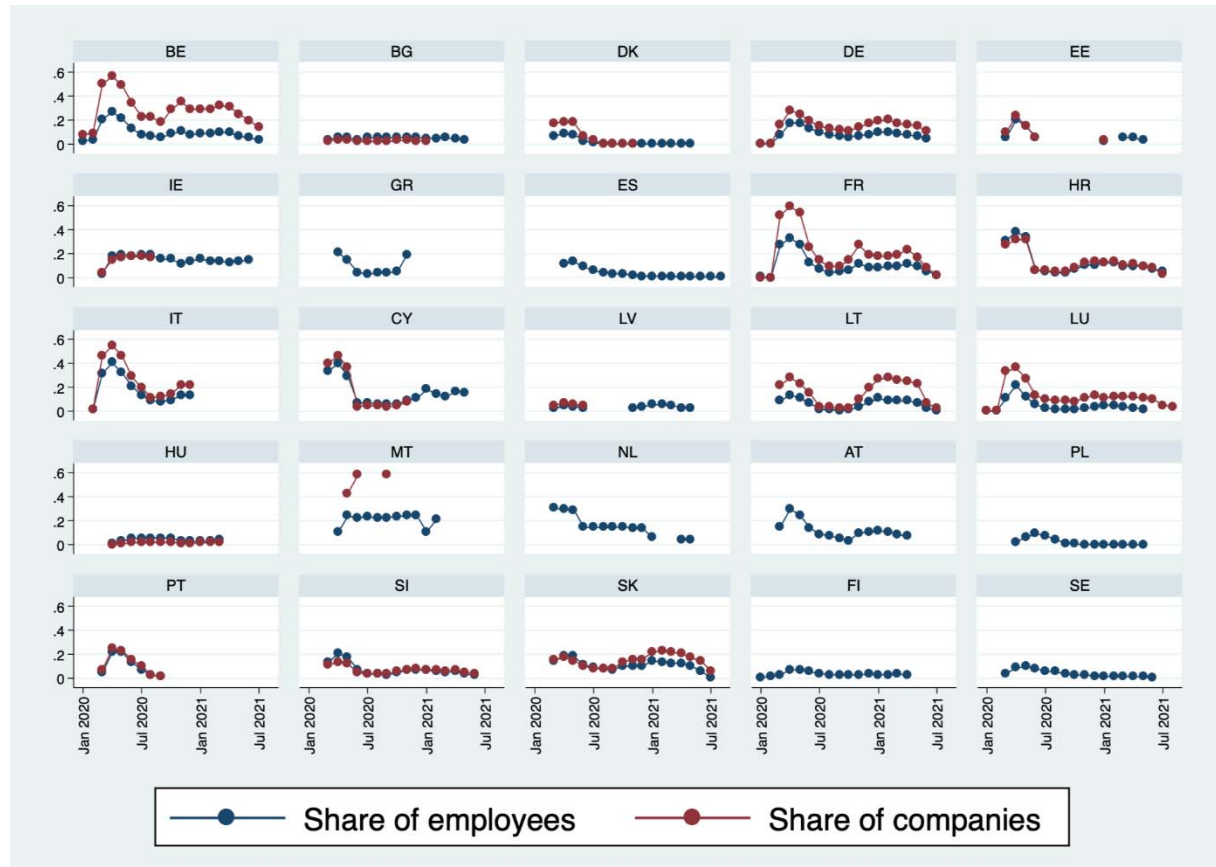 BE BG DK DE EE
.6
.4
.2
0
IE GR ES FR HR
.6
.4
.2
0
IT CY LV LT LU
.6
.4
.2
0
HU MT NL AT PL
.6
.4
.2
0
PT SI SK FI SE
.6
.4
.2
0
Jan 2020 Jul 2020 Jan 2021 Jul 2021 Jan 2020 Jul 2020 Jan 2021 Jul 2021 Jan 2020 Jul 2020 Jan 2021 Jul 2021 Jan 2020 Jul 2020 Jan 2021 Jul 2021 Jan 2020 Jul 2020 Jan 2021 Jul 2021
Share of employees Share of companies